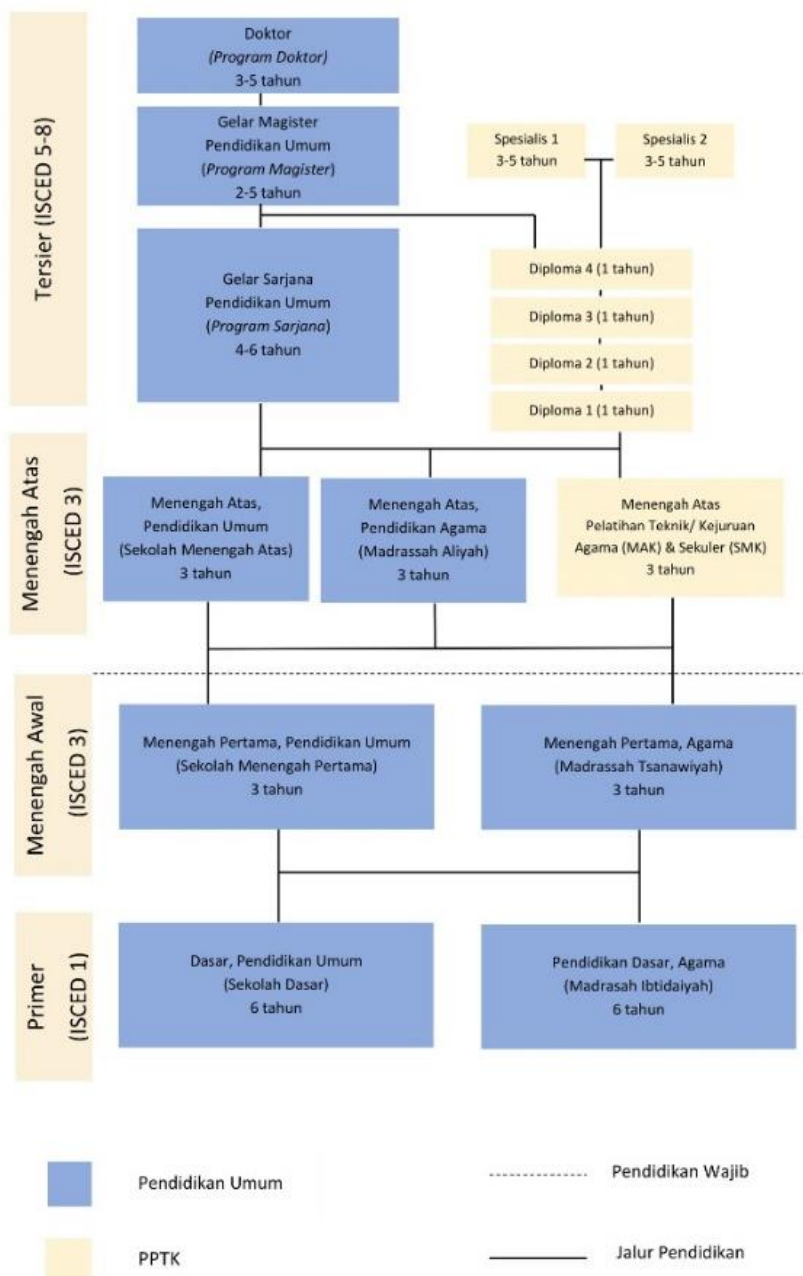 Tersier (ISCED 5-8)
Doktor
(Program Doktor)
3-5 tahun
Gelar Magister
Pendidikan Umum
(Program Magister)
2-5 tahun
Spesialis 1
3-5 tahun
Spesialis 2
3-5 tahun
Gelar Sarjana
Pendidikan Umum
(Program Sarjana)
4-6 tahun
Diploma 4 (1 tahun)
Diploma 3 (1 tahun)
Diploma 2 (1 tahun)
Diploma 1 (1 tahun)
Menengah Atas
(ISCED 3)
Menengah Atas,
Pendidikan Umum
(Sekolah Menengah Atas)
3 tahun
Menengah Atas,
Pendidikan Agama
(Madrassah Aliyah)
3 tahun
Menengah Atas
Pelatihan Teknik/ Kejuruan
Agama (MAK) & Sekuler (SMK)
3 tahun
Menengah Awal
(ISCED 3)
Menengah Pertama, Pendidikan Umum
(Sekolah Menengah Pertama)
3 tahun
Menengah Pertama, Agama
(Madrassah Tsanawiyah)
3 tahun
Primer
(ISCED 1)
Dasar, Pendidikan Umum
(Sekolah Dasar)
6 tahun
Pendidikan Dasar, Agama
(Madrasah Ibtidaiyah)
6 tahun
Pendidikan Umum
Pendidikan Wajib
PPTK
Jalur Pendidikan